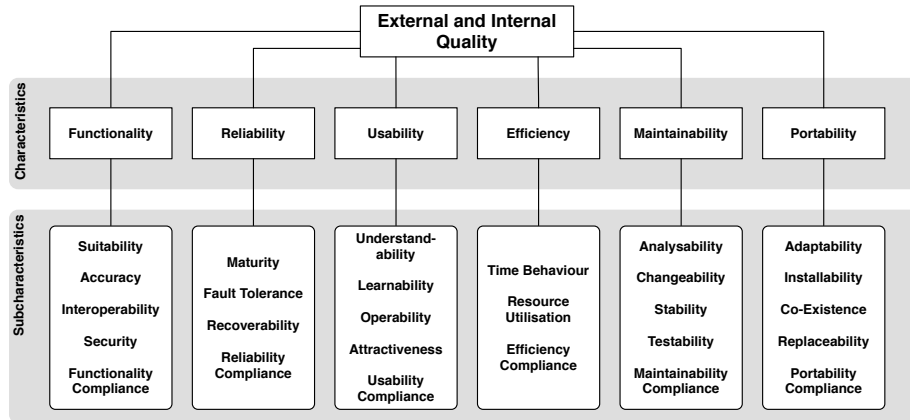 External and Internal
Quality
Characteristics
Functionality
Reliability
Usability
Efficiency
Maintainability
Portability
Subcharacteristics
Suitability
Accuracy
Interoperability
Security
Functionality
Compliance
Maturity
Fault Tolerance
Recoverability
Reliability
Compliance
Understand-
ability
Learnability
Operability
Attractiveness
Usability
Compliance
Time Behaviour
Resource
Utilisation
Efficiency
Compliance
Analysability
Changeability
Stability
Testability
Maintainability
Compliance
Adaptability
Installability
Co-Existence
Replaceability
Portability
Compliance